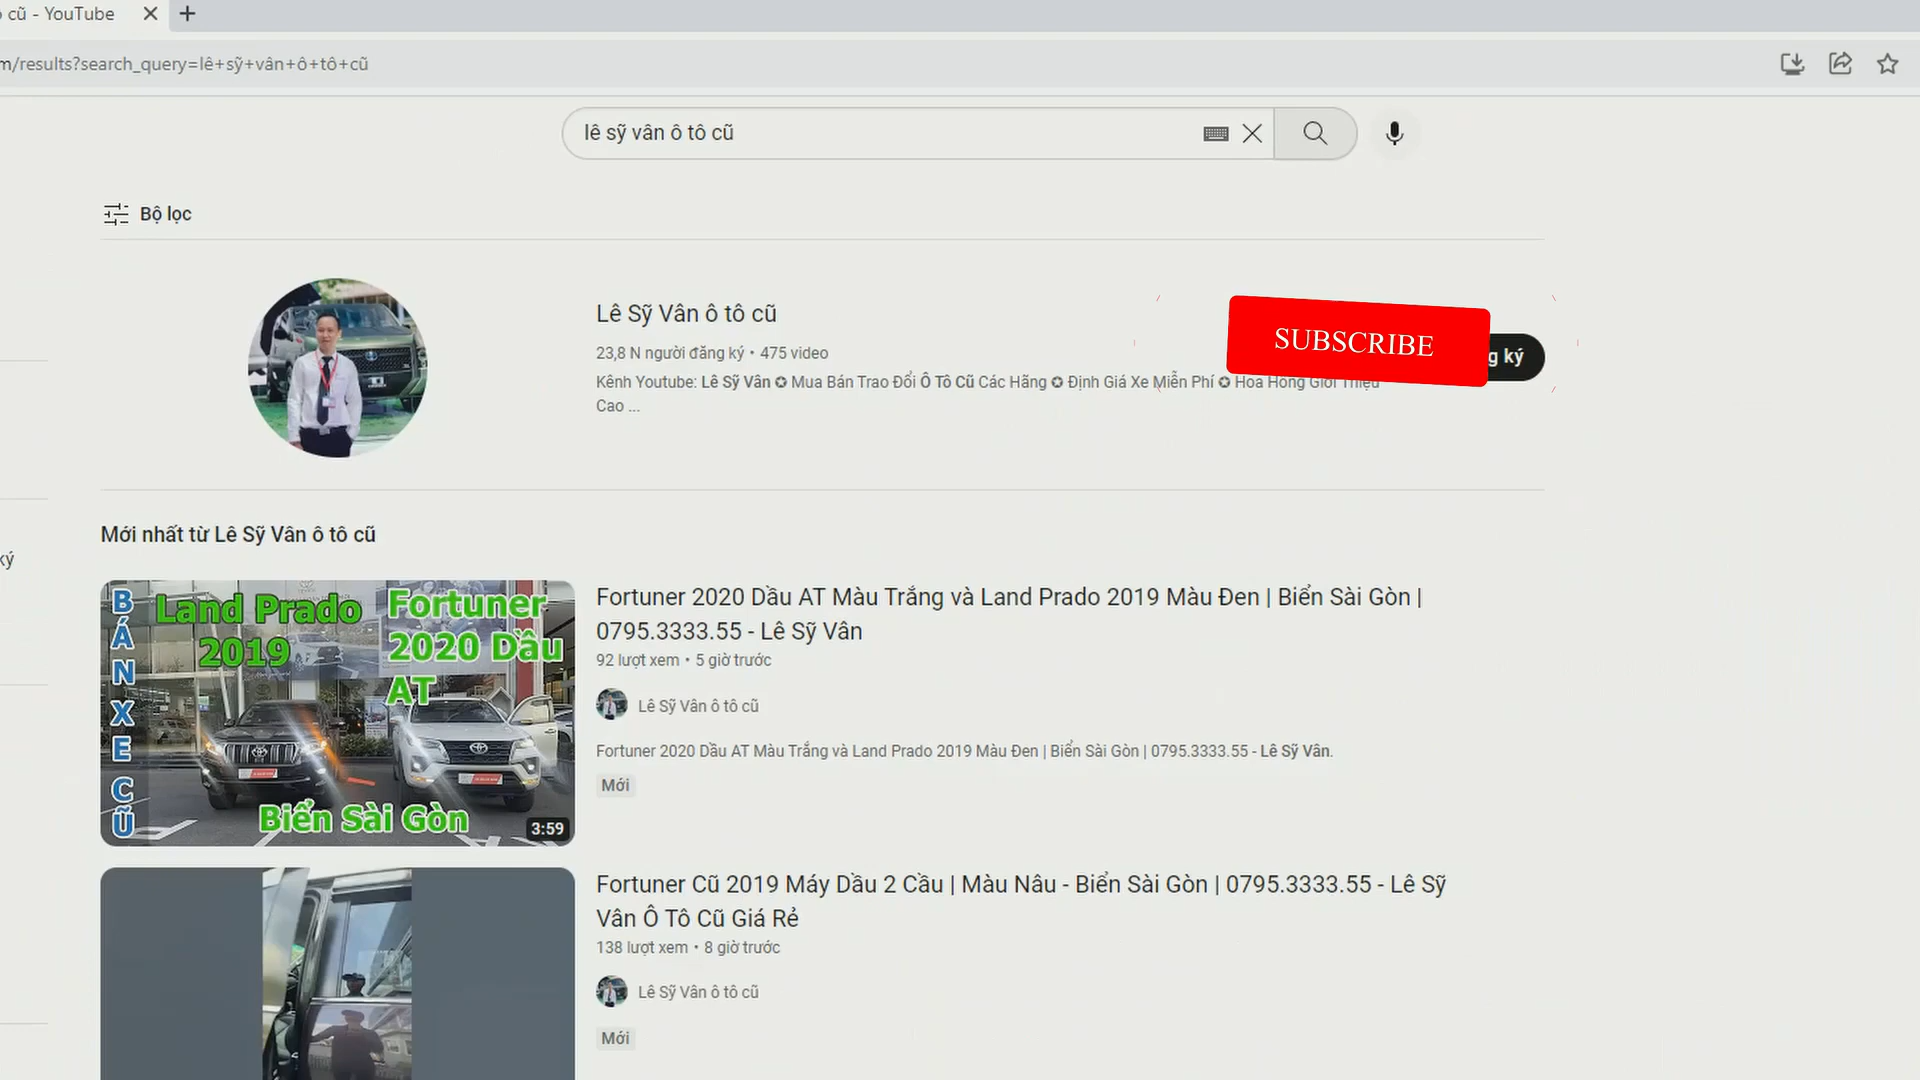 ô cũ - YouTube
m/results?search_query=lê+sỹ+vân+ô+tô+cũ
lê sỹ vân ô tô cũ
Bộ lọc
Lê Sỹ Vân ô tô cũ
SUBSCRIBE
g ký
23,8 N người đăng ký • 475 video
Kênh Youtube: Lê Sỹ Vân ✪ Mua Bán Trao Đổi Ô Tô Cũ Các Hãng ✪ Định Giá Xe Miễn Phí ✪ Hoa Hồng Giới Thiệu
Cao ...
Mới nhất từ Lê Sỹ Vân ô tô cũ
ký
BÁN XE CŨ
Land Prado
2019
Fortuner
2020 Dầu
AT
Biển Sài Gòn
3:59
Fortuner 2020 Dầu AT Màu Trắng và Land Prado 2019 Màu Đen | Biển Sài Gòn |
0795.3333.55 - Lê Sỹ Vân
92 lượt xem • 5 giờ trước
Lê Sỹ Vân ô tô cũ
Fortuner 2020 Dầu AT Màu Trắng và Land Prado 2019 Màu Đen | Biển Sài Gòn | 0795.3333.55 - Lê Sỹ Vân.
Mới
Fortuner Cũ 2019 Máy Dầu 2 Cầu | Màu Nâu - Biển Sài Gòn | 0795.3333.55 - Lê Sỹ
Vân Ô Tô Cũ Giá Rẻ
138 lượt xem • 8 giờ trước
Lê Sỹ Vân ô tô cũ
Mới